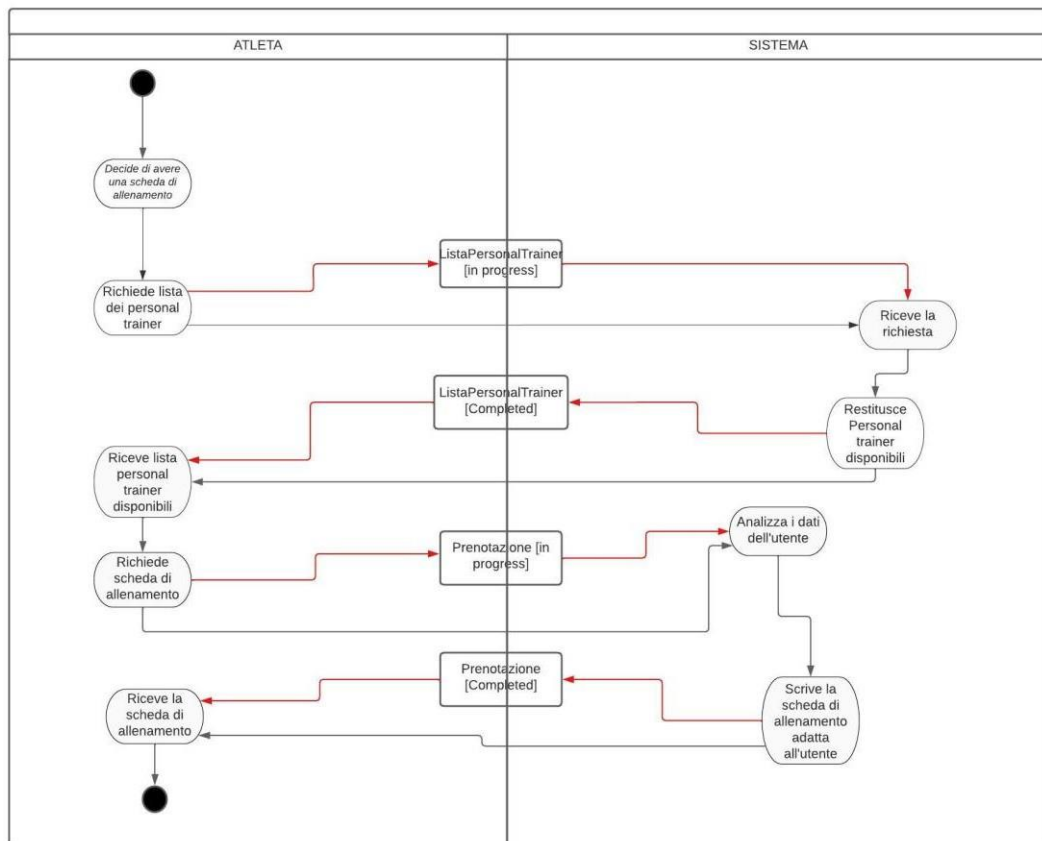 ATLETA
SISTEMA
Decide di avere
una scheda di
allenamento
ListaPersonalTrainer
[in progress]
Richiede lista
dei personal
trainer
Riceve la
richiesta
ListaPersonalTrainer
[Completed]
Restitusce
Personal
trainer
disponibili
Riceve lista
personal
trainer
disponibili
Analizza i dati
dell'utente
Prenotazione [in
progress]
Richiede
scheda di
allenamento
Prenotazione
[Completed]
Scrive la
scheda di
allenamento
adatta
all'utente
Riceve la
scheda di
allenamento